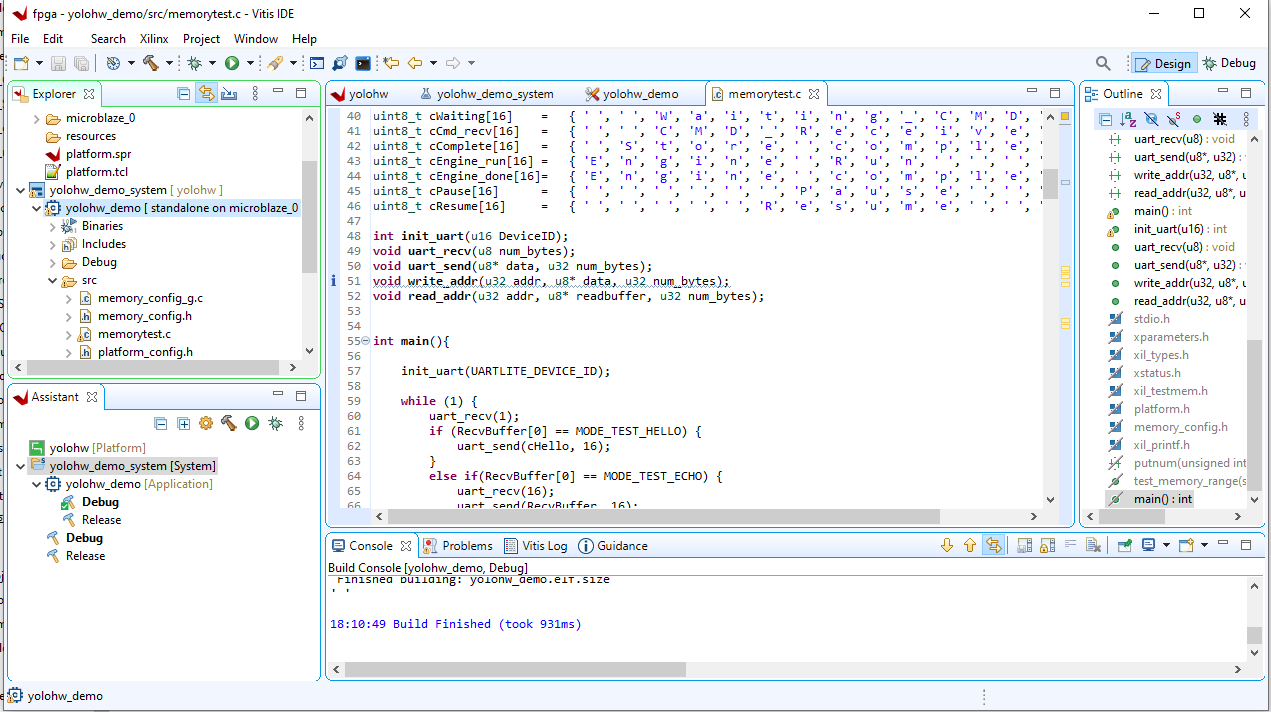 fpga - yolohw_demo/src/memorytest.c - Vitis IDE
File Edit Search Xilinx Project Window Help
Design Debug
Explorer
microblaze_0
resources
platform.spr
platform.tcl
yolohw_demo_system [ yolohw ]
yolohw_demo [ standalone on microblaze_0
Binaries
Includes
Debug
src
memory_config_g.c
memory_config.h
memorytest.c
platform_config.h
Assistant
yolohw [Platform]
yolohw_demo_system [System]
yolohw_demo [Application]
Debug
Release
Debug
Release
yolohw yolohw_demo_system yolohw_demo memorytest.c
40 uint8_t cWaiting[16] = { ' ', ' ', 'W', 'a', 'i', 't', 'i', 'n', 'g', '_', 'C', 'M', 'D',
41 uint8_t cCmd_recv[16] = { ' ', ' ', 'C', 'M', 'D', '_', 'R', 'e', 'c', 'e', 'i', 'v', 'e',
42 uint8_t cComplete[16] = { ' ', 'S', 't', 'o', 'r', 'e', ' ', 'c', 'o', 'm', 'p', 'l', 'e',
43 uint8_t cEngine_run[16] = { 'E', 'n', 'g', 'i', 'n', 'e', ' ', 'R', 'u', 'n', ' ', ' ', ' ',
44 uint8_t cEngine_done[16]= { 'E', 'n', 'g', 'i', 'n', 'e', ' ', 'c', 'o', 'm', 'p', 'l', 'e',
45 uint8_t cPause[16] = { ' ', ' ', ' ', ' ', ' ', ' ', 'P', 'a', 'u', 's', 'e', ' ', ' ',
46 uint8_t cResume[16] = { ' ', ' ', ' ', ' ', ' ', 'R', 'e', 's', 'u', 'm', 'e', ' ', ' ',
47
48 int init_uart(u16 DeviceID);
49 void uart_recv(u8 num_bytes);
50 void uart_send(u8* data, u32 num_bytes);
51 void write_addr(u32 addr, u8* data, u32 num_bytes);
52 void read_addr(u32 addr, u8* readbuffer, u32 num_bytes);
53
54
55 int main(){
56
57 init_uart(UARTLITE_DEVICE_ID);
58
59 while (1) {
60 uart_recv(1);
61 if (RecvBuffer[0] == MODE_TEST_HELLO) {
62 uart_send(cHello, 16);
63 }
64 else if(RecvBuffer[0] == MODE_TEST_ECHO) {
65 uart_recv(16);
66 uart_send(RecvBuffer, 16);
Outline
uart_recv(u8) : void
uart_send(u8*, u32) :
write_addr(u32, u8*, u
read_addr(u32, u8*, u
main() : int
init_uart(u16) : int
uart_recv(u8) : void
uart_send(u8*, u32) :
write_addr(u32, u8*, u
read_addr(u32, u8*, u
stdio.h
xparameters.h
xil_types.h
xstatus.h
xil_testmem.h
platform.h
memory_config.h
xil_printf.h
putnum(unsigned int
test_memory_range(s
main() : int
Console Problems Vitis Log Guidance
Build Console [yolohw_demo, Debug]
Finished building: yolohw_demo.elf.size
' '
18:10:49 Build Finished (took 931ms)
yolohw_demo